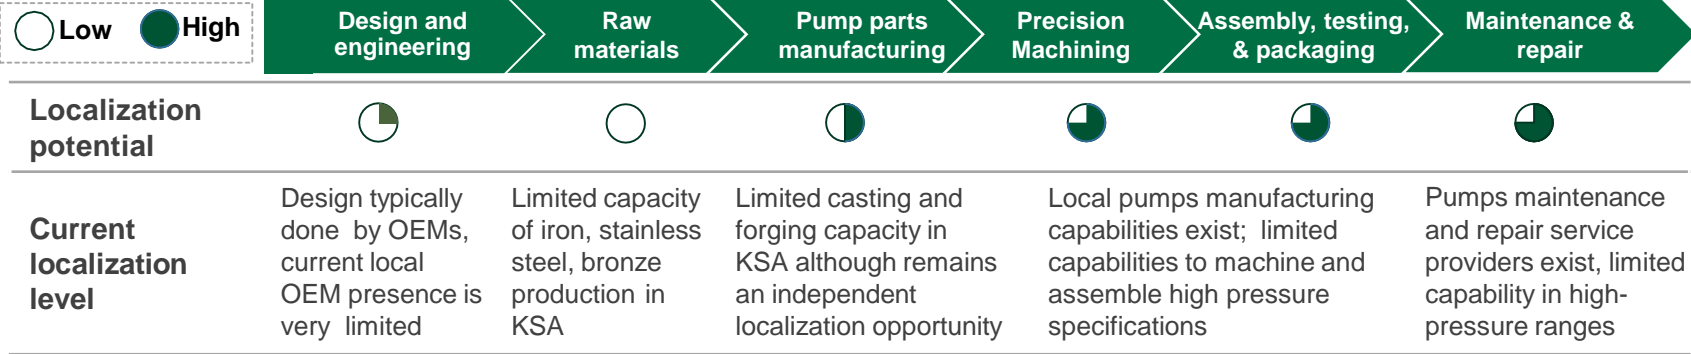 Low High
Design and
engineering
Raw
materials
Pump parts
manufacturing
Precision
Machining
Assembly, testing,
& packaging
Maintenance &
repair
Localization
potential
Current
localization
level
Design typically
done by OEMs,
current local
OEM presence is
very limited
Limited capacity
of iron, stainless
steel, bronze
production in
KSA
Limited casting and
forging capacity in
KSA although remains
an independent
localization opportunity
Local pumps manufacturing
capabilities exist; limited
capabilities to machine and
assemble high pressure
specifications
Pumps maintenance
and repair service
providers exist, limited
capability in high-
pressure ranges